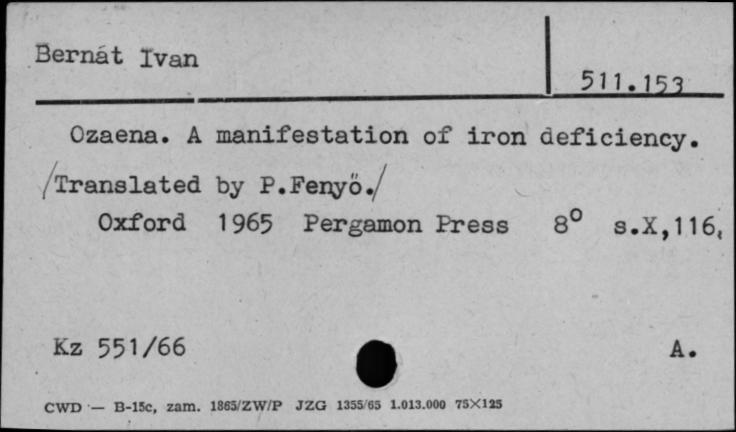 Bernát Ivan
511.153
Ozaena. A manifestation of iron deficiency.
/Translated by P.Fenyő./
Oxford 1965 Pergamon Press 8° s.X,116,
Kz 551/66 A.
CWD — B-15c, zam. 1865/ZW/P JZG 1355/65 1.013.000 75×125